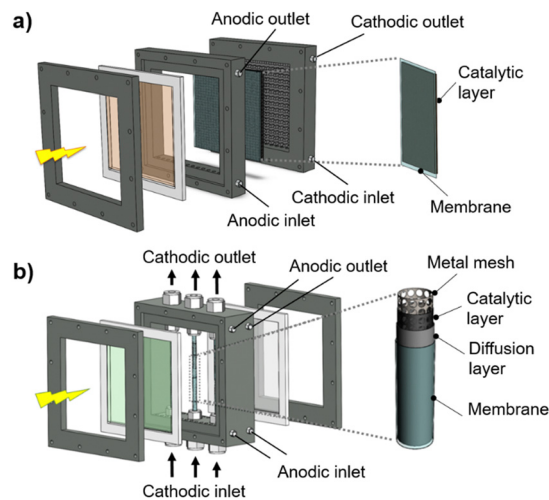 a)
Anodic outlet
Cathodic outlet
Catalytic
layer
Membrane
Cathodic inlet
Anodic inlet
b)
Cathodic outlet
Anodic outlet
Metal mesh
Catalytic
layer
Diffusion
layer
Membrane
Anodic inlet
Cathodic inlet